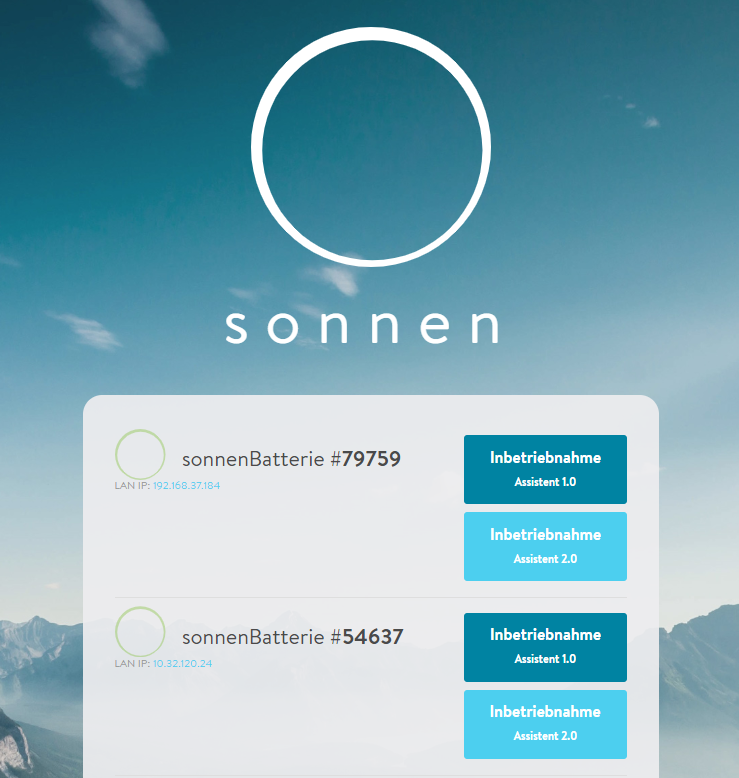 sonnen
sonnenBatterie #79759
LAN IP: 192.168.37.184
Inbetriebnahme
Assistent 1.0
Inbetriebnahme
Assistent 2.0
sonnenBatterie #54637
LAN IP: 10.32.120.24
Inbetriebnahme
Assistent 1.0
Inbetriebnahme
Assistent 2.0